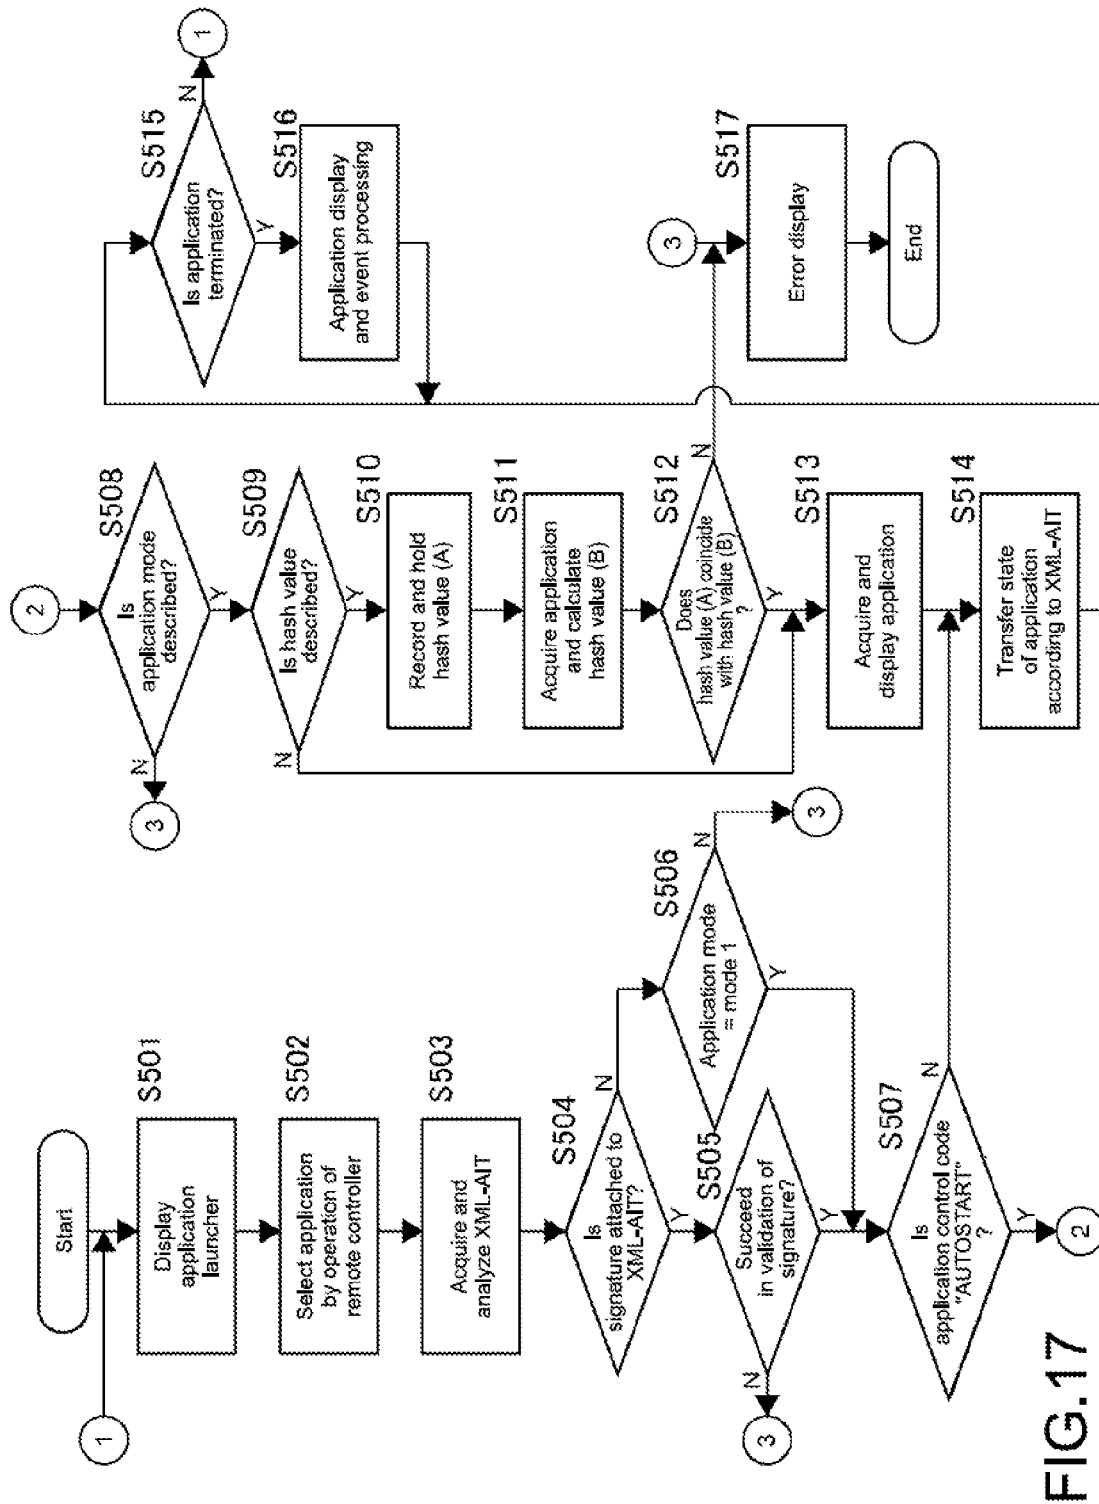 Start
1
S501
Display
application
launcher
S502
Select application
by operation of
remote controller
S503
Acquire and
analyze XML-AIT
S504
Is
signature attached to
XML-AIT?
N
Y
S505
Succeed
in validation of
signature?
N
3
Y
S506
Application mode
= mode 1
N
3
Y
S507
Is
application control code
"AUTOSTART"
?
N
Y
2
2
S508
Is
application mode
described?
N
3
Y
S509
Is hash value
described?
N
Y
S510
Record and hold
hash value (A)
S511
Acquire application
and calculate
hash value (B)
S512
Does
hash value (A) coincide
with hash value (B)
?
N
Y
S513
Acquire and
display application
S514
Transfer state
of application
according to XML-AIT
S515
Is application
terminated?
N
1
Y
S516
Application display
and event processing
3
S517
Error display
End
FIG.17